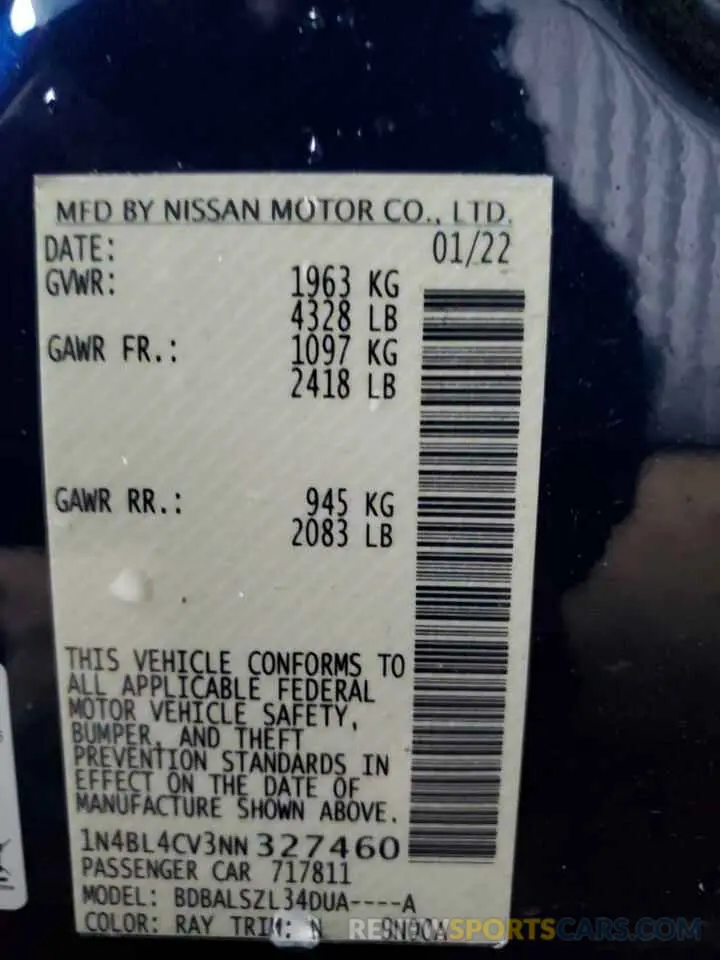 MFD BY NISSAN MOTOR CO., LTD.
DATE: 01/22
GVWR: 1963 KG
4328 LB
GAWR FR.: 1097 KG
2418 LB
GAWR RR.: 945 KG
2083 LB
THIS VEHICLE CONFORMS TO
ALL APPLICABLE FEDERAL
MOTOR VEHICLE SAFETY,
BUMPER, AND THEFT
PREVENTION STANDARDS IN
EFFECT ON THE DATE OF
MANUFACTURE SHOWN ABOVE.
1N4BL4CV3NN327460
PASSENGER CAR 717811
MODEL: BDBALSZL34DUA----A
COLOR: RAY TRIM: N
REVIEWSPORTSCARS.COM